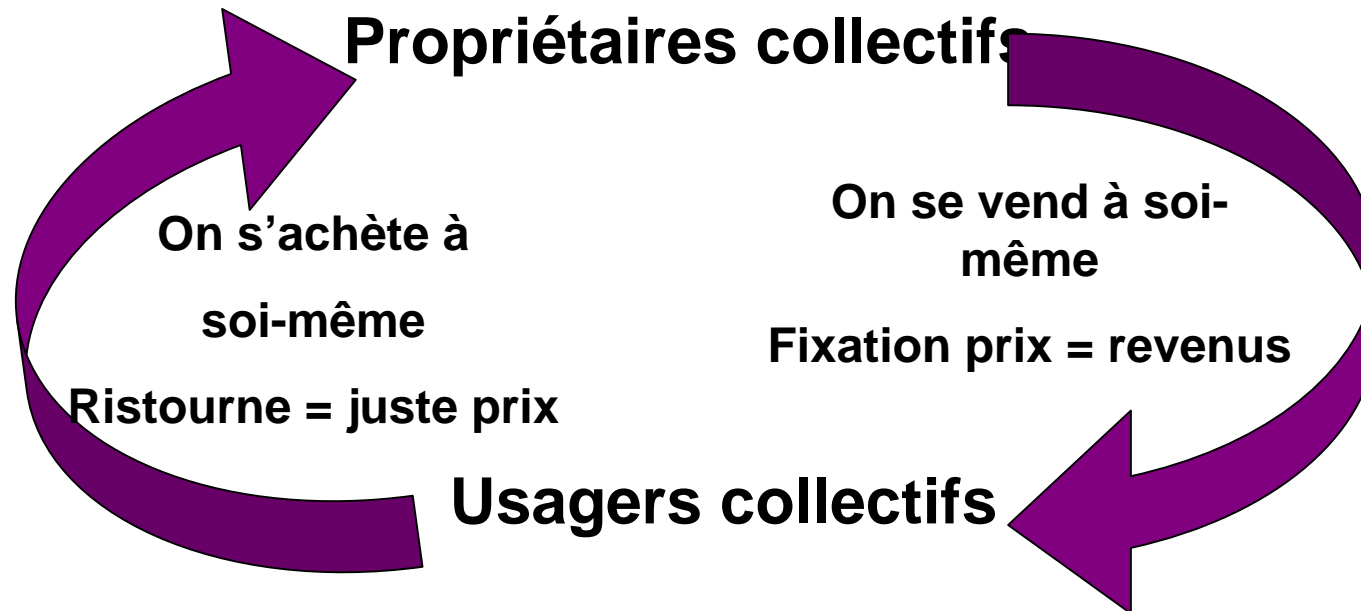 Propriétaires collectifs
On s’achète à
soi-même
Ristourne = juste prix
On se vend à soi-
même
Fixation prix = revenus
Usagers collectifs